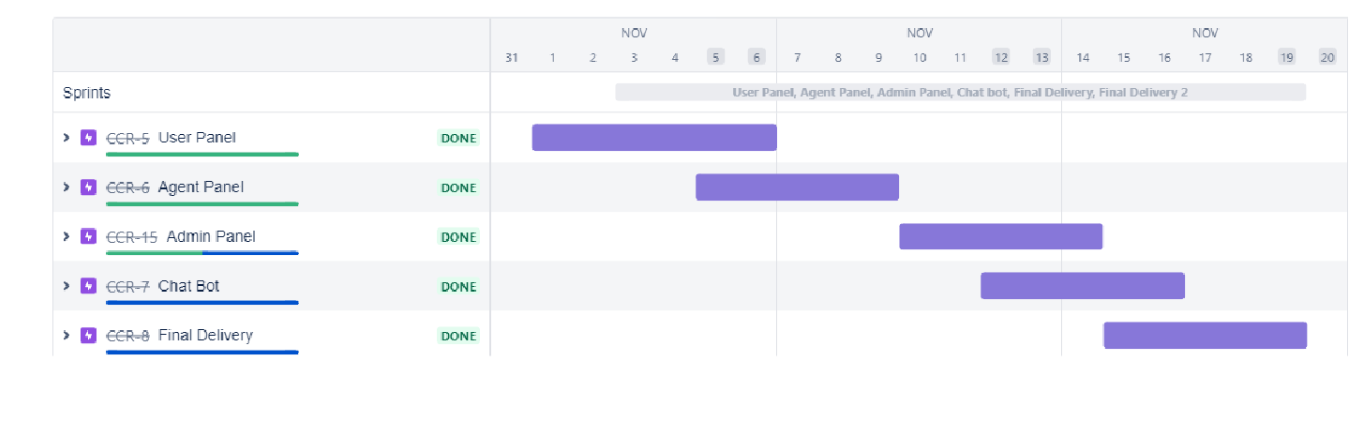 NOV NOV NOV
31 1 2 3 4 5 6 7 8 9 10 11 12 13 14 15 16 17 18 19 20
Sprints User Panel, Agent Panel, Admin Panel, Chat bot, Final Delivery, Final Delivery 2
CCR-5 User Panel DONE
CCR-6 Agent Panel DONE
CCR-15 Admin Panel DONE
CCR-7 Chat Bot DONE
CCR-8 Final Delivery DONE